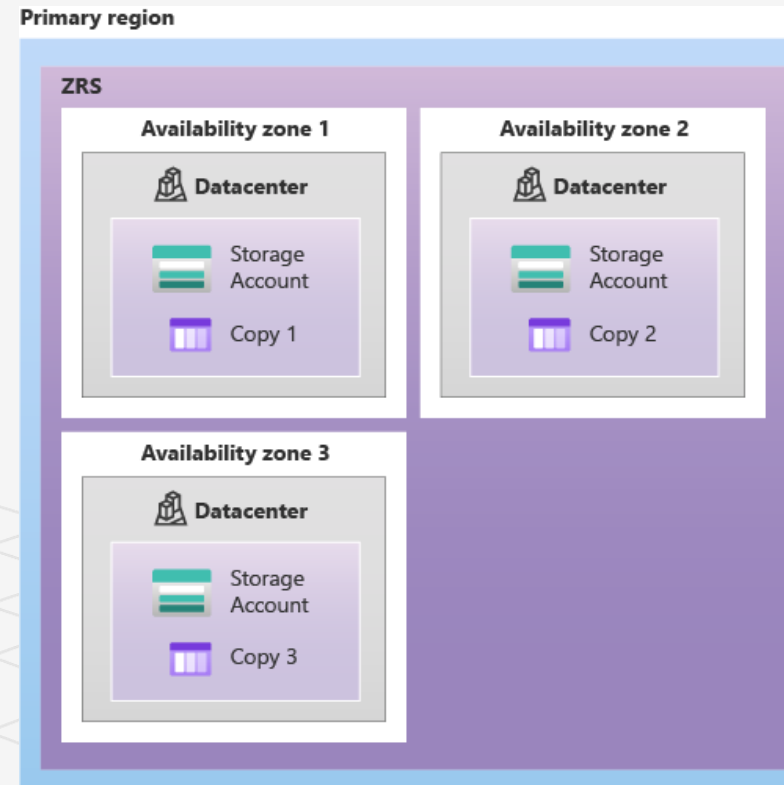 Primary region
ZRS
Availability zone 1
Datacenter
Storage
Account
Copy 1
Availability zone 2
Datacenter
Storage
Account
Copy 2
Availability zone 3
Datacenter
Storage
Account
Copy 3